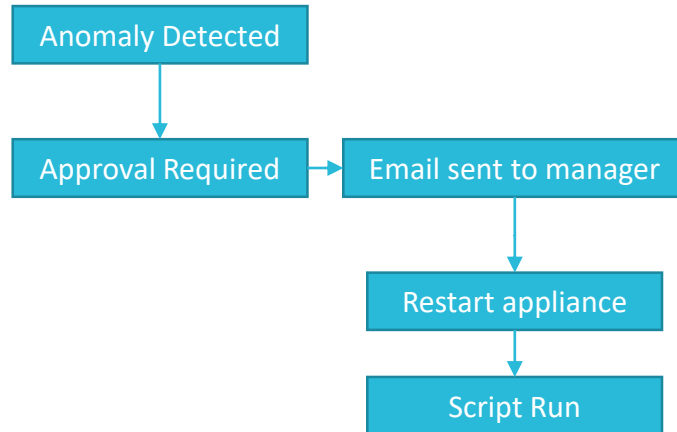 Anomaly Detected
Approval Required
Email sent to manager
Restart appliance
Script Run